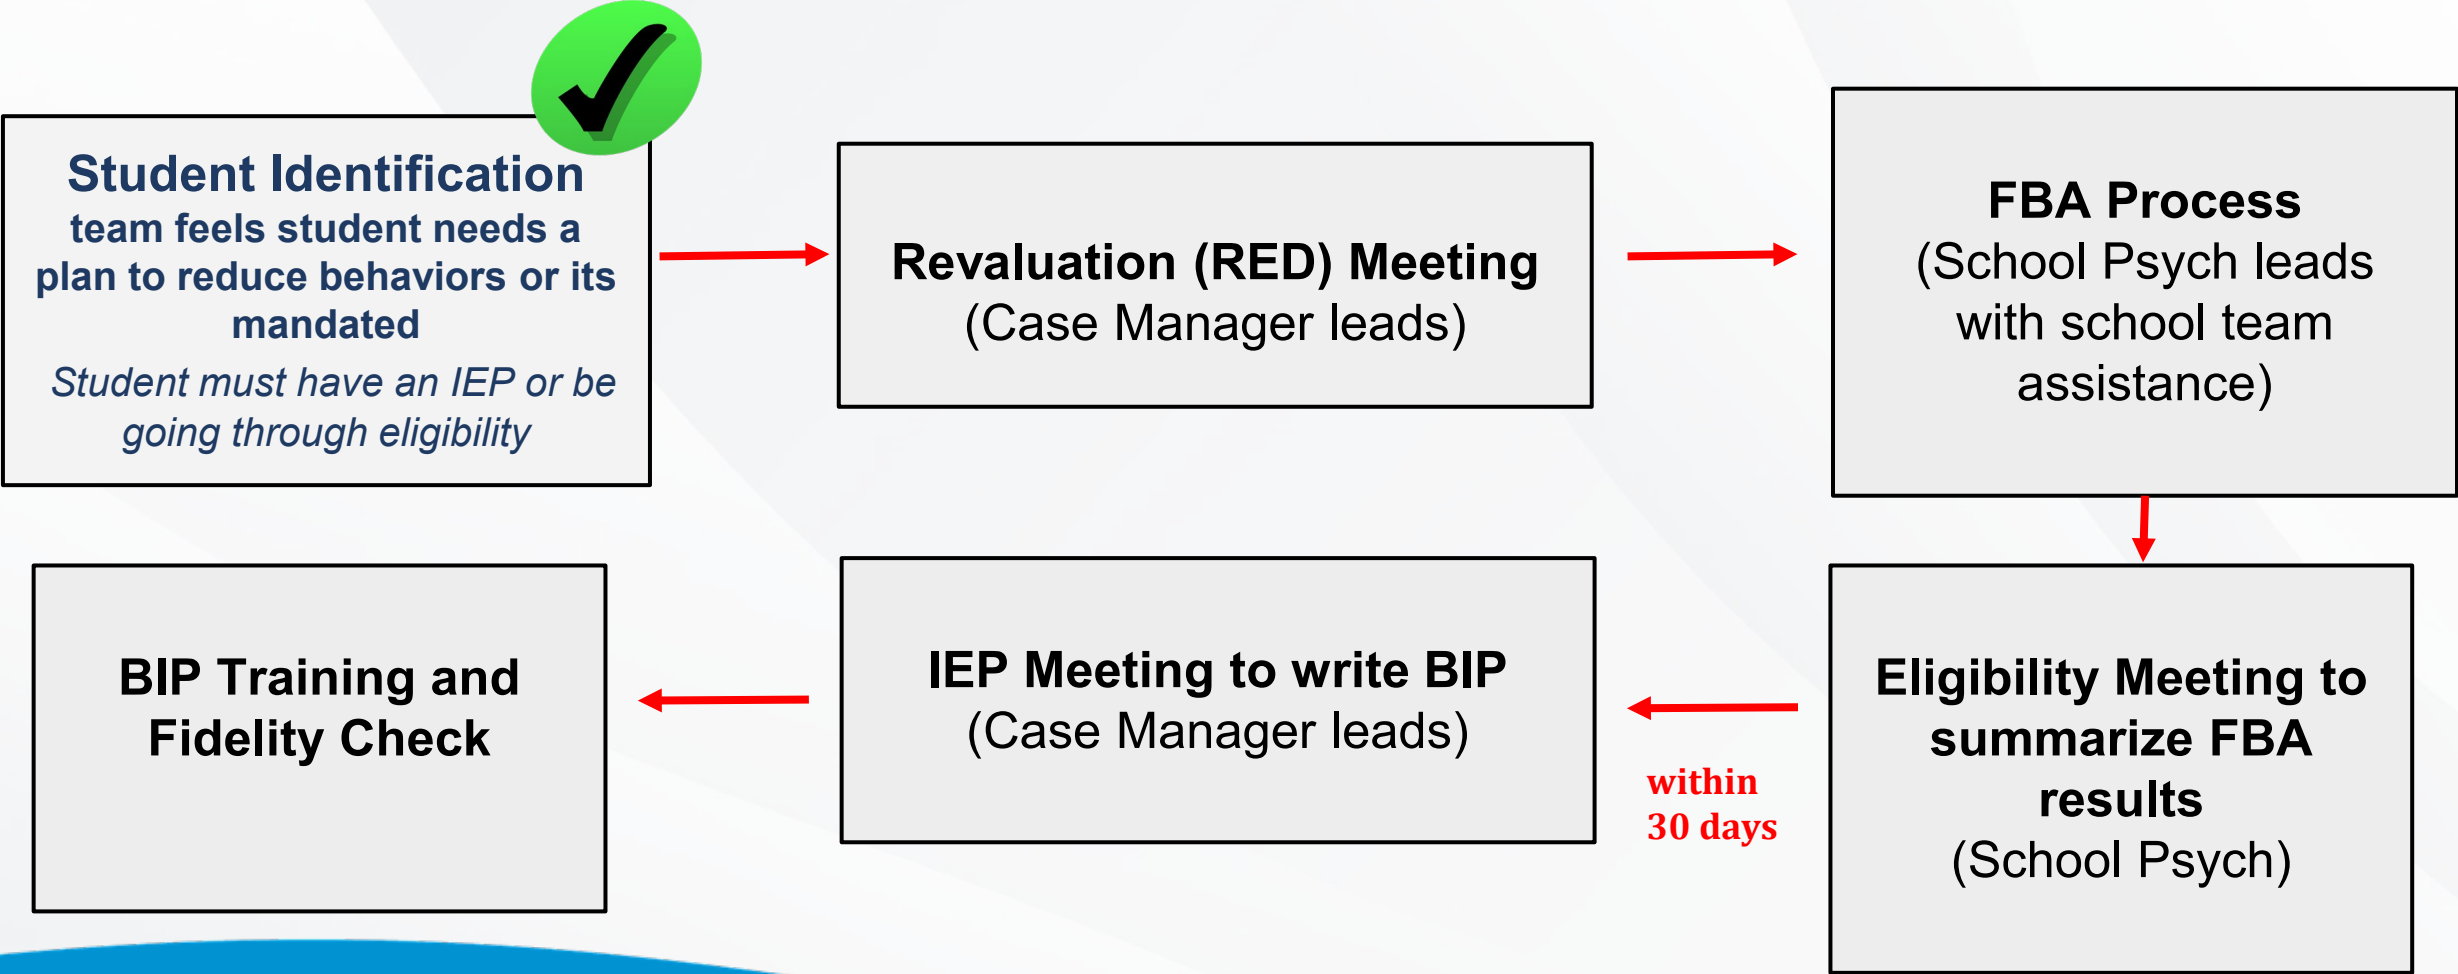 Student Identification
team feels student needs a
plan to reduce behaviors or its
mandated
Student must have an IEP or be
going through eligibility
Revaluation (RED) Meeting
(Case Manager leads)
FBA Process
(School Psych leads
with school team
assistance)
Eligibility Meeting to
summarize FBA
results
(School Psych)
within
30 days
IEP Meeting to write BIP
(Case Manager leads)
BIP Training and
Fidelity Check